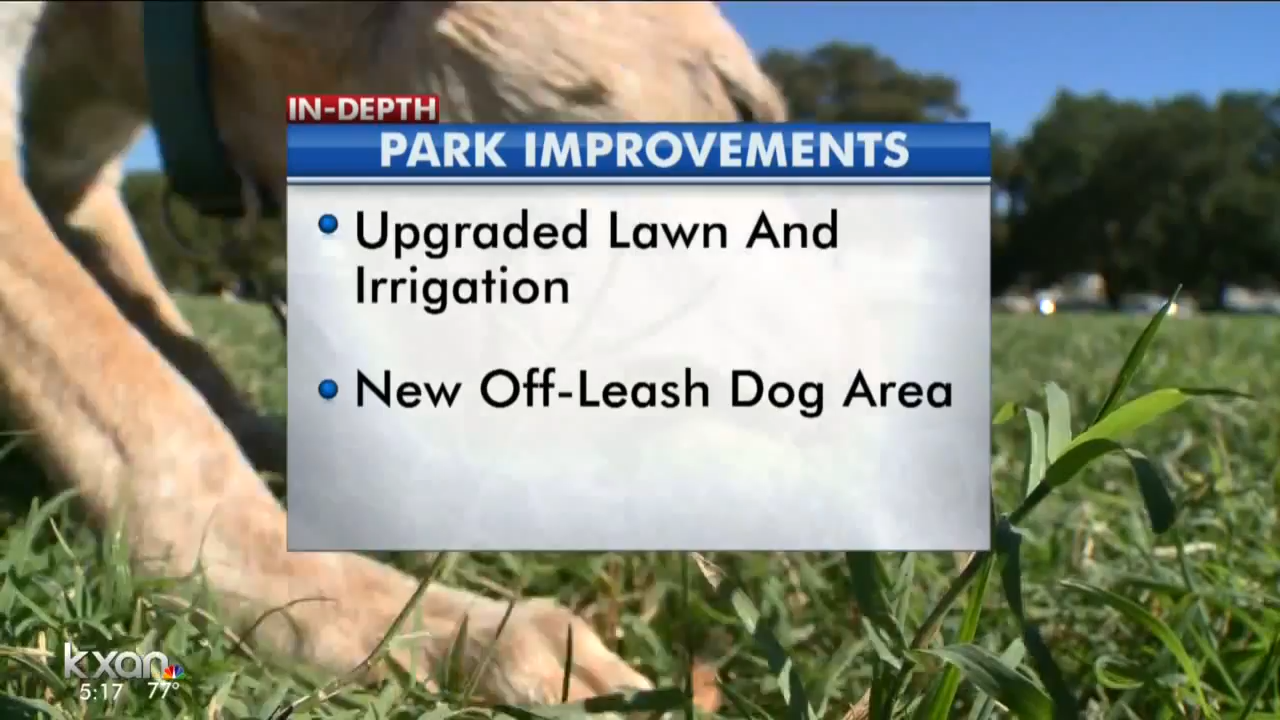 IN-DEPTH
PARK IMPROVEMENTS
• Upgraded Lawn And
Irrigation
• New Off-Leash Dog Area
kxan
5:17 77°